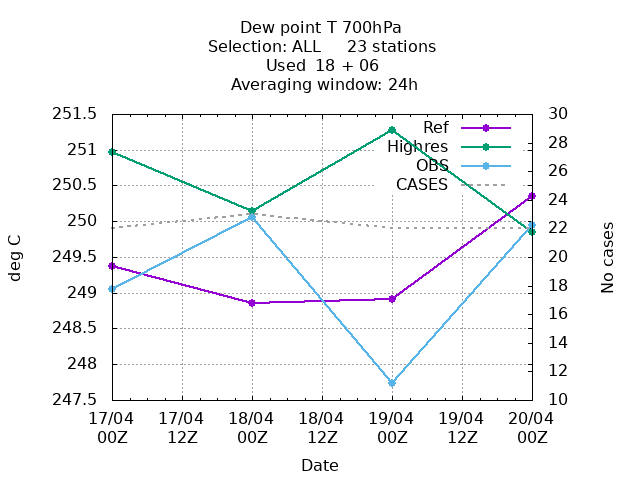 Dew point T 700hPa
Selection: ALL     23 stations
Used  18 + 06
Averaging window: 24h
251.5
251
250.5
250
249.5
249
248.5
248
247.5
deg C
30
28
26
24
22
20
18
16
14
12
10
No cases
Ref
Highres
OBS
CASES
17/04 17/04 18/04 18/04 19/04 19/04 20/04
00Z 12Z 00Z 12Z 00Z 12Z 00Z
Date